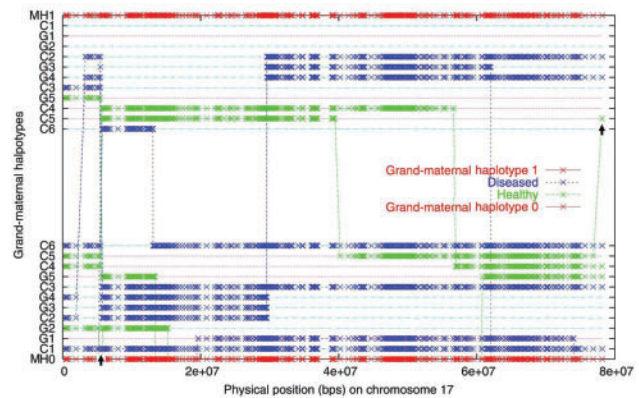 Grand-maternal halpotypes
MH1
C1
G1
G2
C2
G3
G4
C3
G5
C4
C5
C6
Grand-maternal haplotype 1
Diseased
Healthy
Grand-maternal haplotype 0
C6
C5
C4
G5
C3
G4
G3
C2
G2
G1
C1
MH0
0 2e+07 4e+07 6e+07 8e+07
Physical position (bps) on chromosome 17